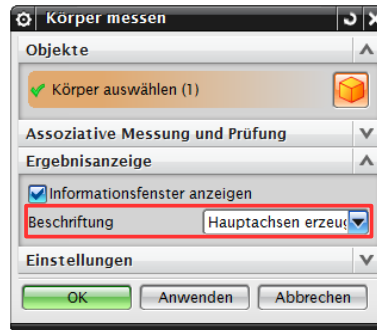 Körper messen
Objekte
Körper auswählen (1)
Assoziative Messung und Prüfung
Ergebnisanzeige
Informationsfenster anzeigen
Beschriftung Hauptachsen erzeug
Einstellungen
OK Anwenden Abbrechen